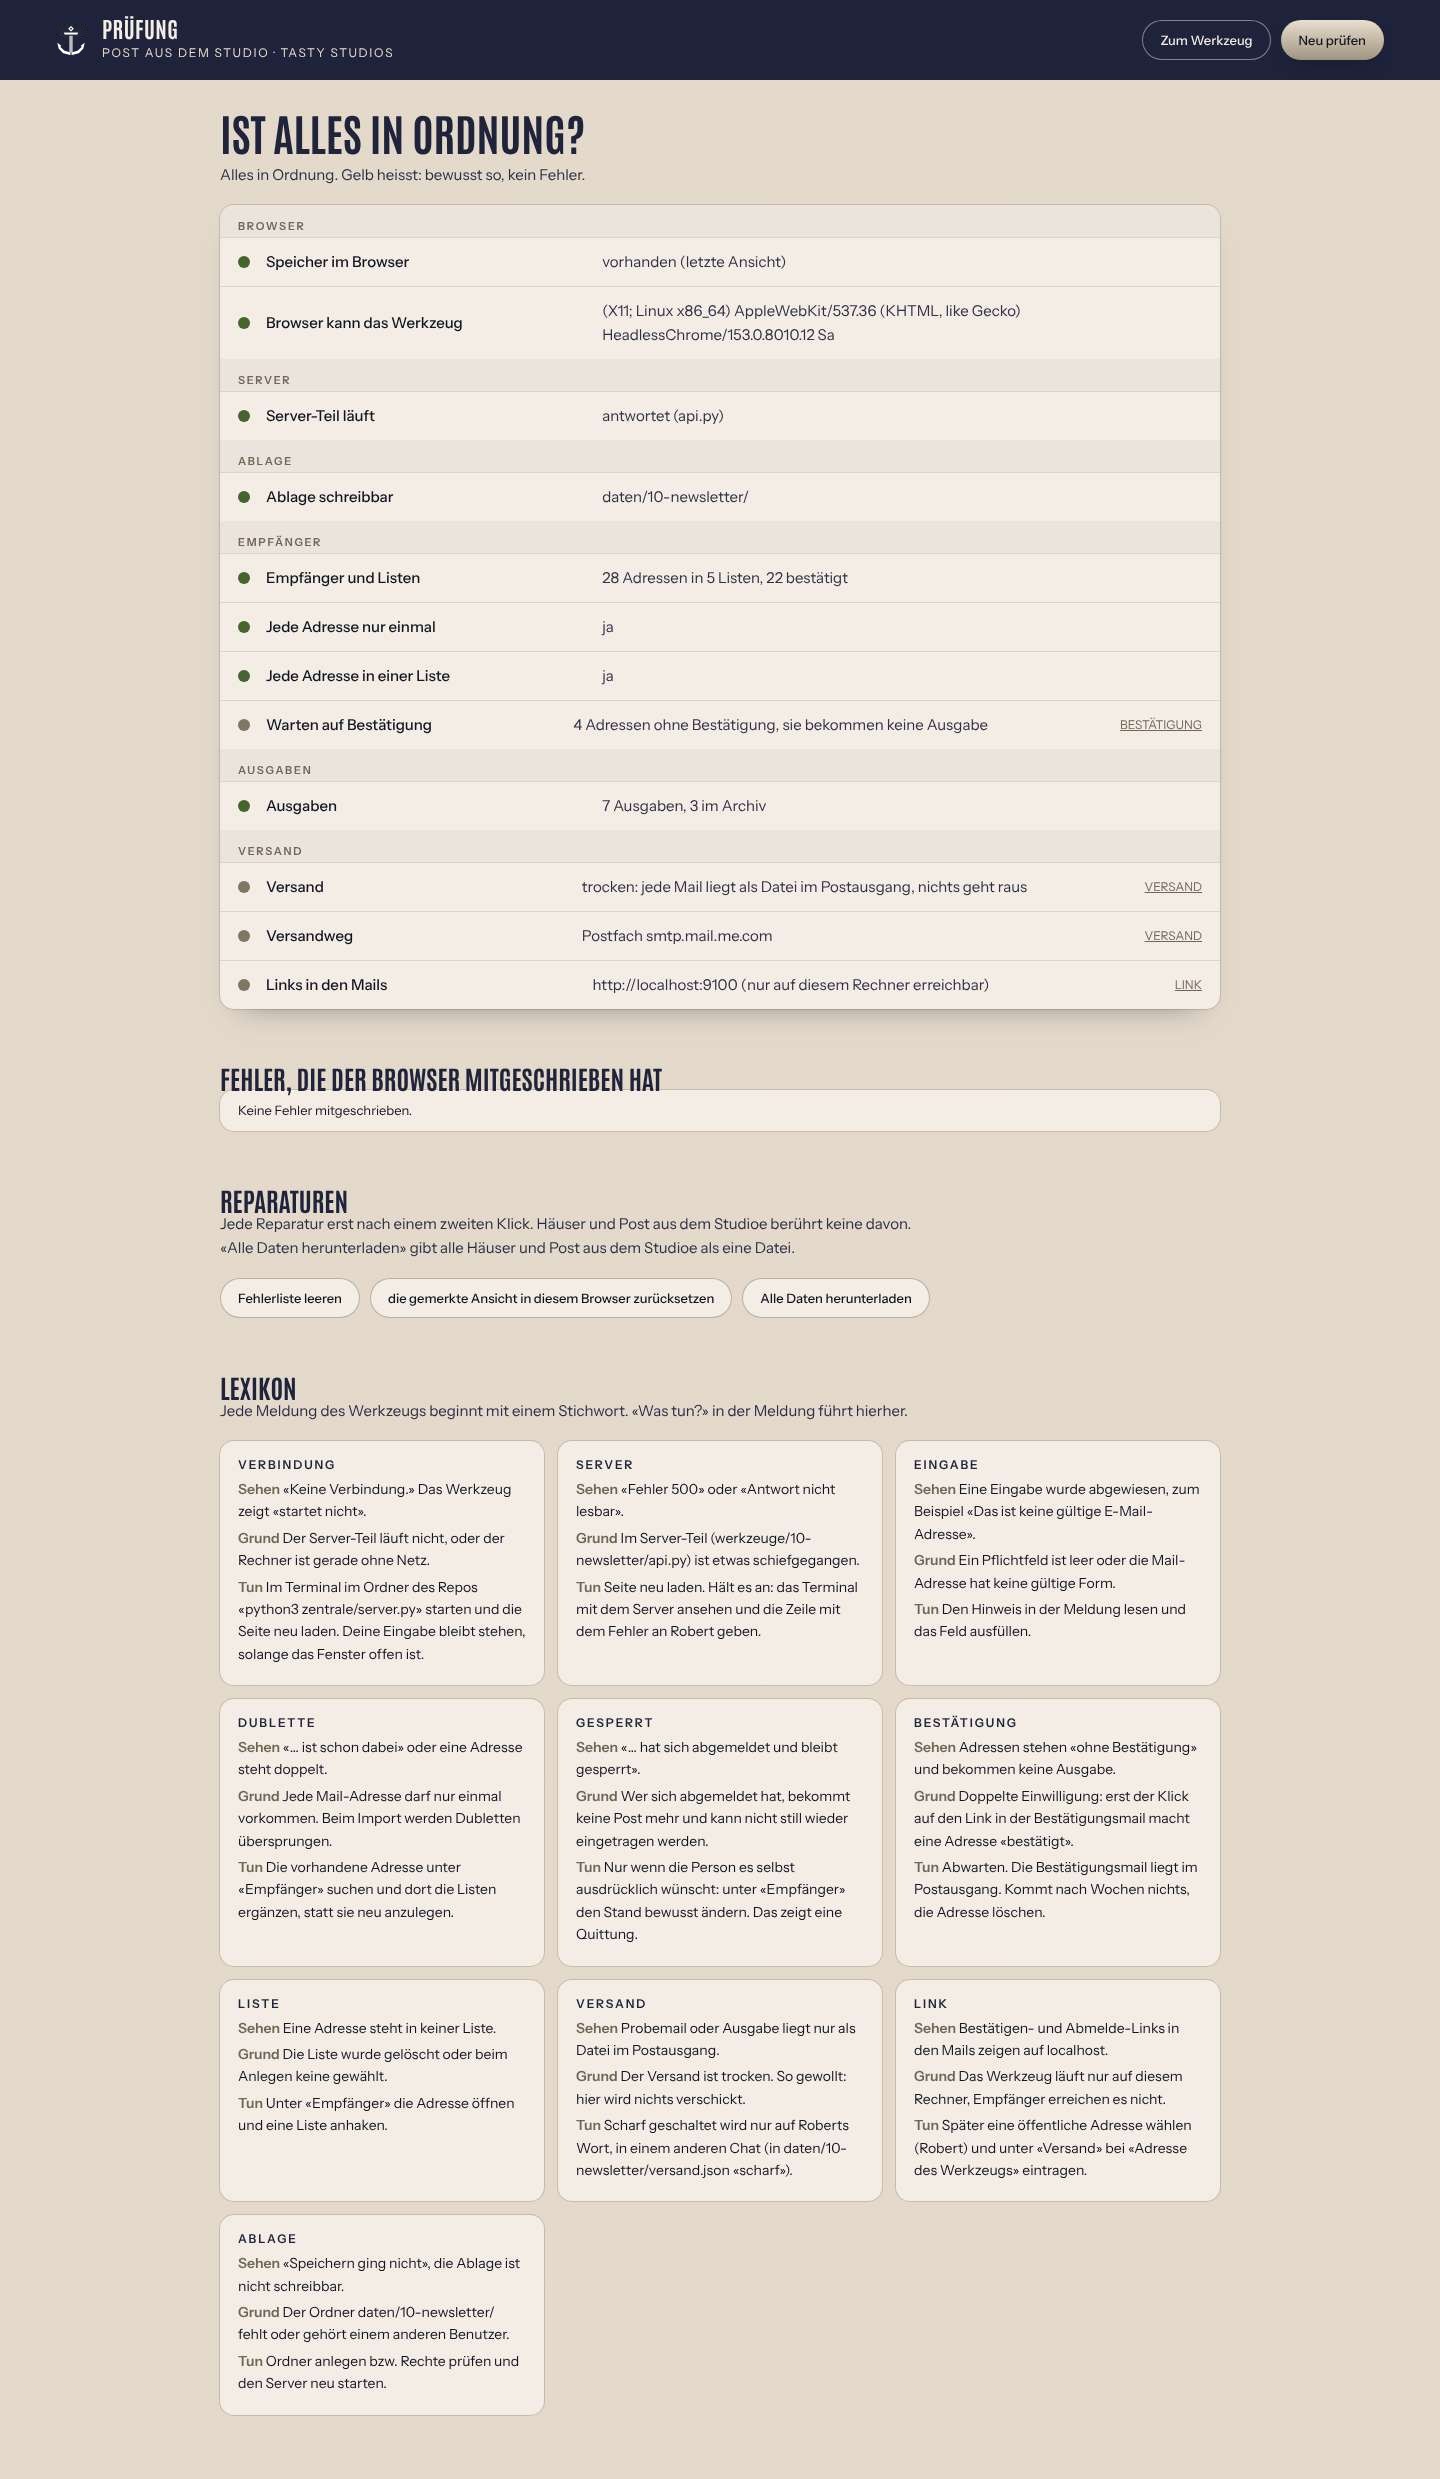 PRÜFUNG
POST AUS DEM STUDIO · TASTY STUDIOS
Zum Werkzeug
Neu prüfen
IST ALLES IN ORDNUNG?
Alles in Ordnung. Gelb heisst: bewusst so, kein Fehler.
BROWSER
Speicher im Browser
vorhanden (letzte Ansicht)
Browser kann das Werkzeug
(X11; Linux x86_64) AppleWebKit/537.36 (KHTML, like Gecko)
HeadlessChrome/153.0.8010.12 Sa
SERVER
Server-Teil läuft
antwortet (api.py)
ABLAGE
Ablage schreibbar
daten/10-newsletter/
EMPFÄNGER
Empfänger und Listen
28 Adressen in 5 Listen, 22 bestätigt
Jede Adresse nur einmal
ja
Jede Adresse in einer Liste
ja
Warten auf Bestätigung
4 Adressen ohne Bestätigung, sie bekommen keine Ausgabe
BESTÄTIGUNG
AUSGABEN
Ausgaben
7 Ausgaben, 3 im Archiv
VERSAND
Versand
trocken: jede Mail liegt als Datei im Postausgang, nichts geht raus
VERSAND
Versandweg
Postfach smtp.mail.me.com
VERSAND
Links in den Mails
http://localhost:9100 (nur auf diesem Rechner erreichbar)
LINK
FEHLER, DIE DER BROWSER MITGESCHRIEBEN HAT
Keine Fehler mitgeschrieben.
REPARATUREN
Jede Reparatur erst nach einem zweiten Klick. Häuser und Post aus dem Studioe berührt keine davon.
«Alle Daten herunterladen» gibt alle Häuser und Post aus dem Studioe als eine Datei.
Fehlerliste leeren
die gemerkte Ansicht in diesem Browser zurücksetzen
Alle Daten herunterladen
LEXIKON
Jede Meldung des Werkzeugs beginnt mit einem Stichwort. «Was tun?» in der Meldung führt hierher.
VERBINDUNG
Sehen «Keine Verbindung.» Das Werkzeug
zeigt «startet nicht».
Grund Der Server-Teil läuft nicht, oder der
Rechner ist gerade ohne Netz.
Tun Im Terminal im Ordner des Repos
«python3 zentrale/server.py» starten und die
Seite neu laden. Deine Eingabe bleibt stehen,
solange das Fenster offen ist.
SERVER
Sehen «Fehler 500» oder «Antwort nicht
lesbar».
Grund Im Server-Teil (werkzeuge/10-
newsletter/api.py) ist etwas schiefgegangen.
Tun Seite neu laden. Hält es an: das Terminal
mit dem Server ansehen und die Zeile mit
dem Fehler an Robert geben.
EINGABE
Sehen Eine Eingabe wurde abgewiesen, zum
Beispiel «Das ist keine gültige E-Mail-
Adresse».
Grund Ein Pflichtfeld ist leer oder die Mail-
Adresse hat keine gültige Form.
Tun Den Hinweis in der Meldung lesen und
das Feld ausfüllen.
DUBLETTE
Sehen «… ist schon dabei» oder eine Adresse
steht doppelt.
Grund Jede Mail-Adresse darf nur einmal
vorkommen. Beim Import werden Dubletten
übersprungen.
Tun Die vorhandene Adresse unter
«Empfänger» suchen und dort die Listen
ergänzen, statt sie neu anzulegen.
GESPERRT
Sehen «… hat sich abgemeldet und bleibt
gesperrt».
Grund Wer sich abgemeldet hat, bekommt
keine Post mehr und kann nicht still wieder
eingetragen werden.
Tun Nur wenn die Person es selbst
ausdrücklich wünscht: unter «Empfänger»
den Stand bewusst ändern. Das zeigt eine
Quittung.
BESTÄTIGUNG
Sehen Adressen stehen «ohne Bestätigung»
und bekommen keine Ausgabe.
Grund Doppelte Einwilligung: erst der Klick
auf den Link in der Bestätigungsmail macht
eine Adresse «bestätigt».
Tun Abwarten. Die Bestätigungsmail liegt im
Postausgang. Kommt nach Wochen nichts,
die Adresse löschen.
LISTE
Sehen Eine Adresse steht in keiner Liste.
Grund Die Liste wurde gelöscht oder beim
Anlegen keine gewählt.
Tun Unter «Empfänger» die Adresse öffnen
und eine Liste anhaken.
VERSAND
Sehen Probemail oder Ausgabe liegt nur als
Datei im Postausgang.
Grund Der Versand ist trocken. So gewollt:
hier wird nichts verschickt.
Tun Scharf geschaltet wird nur auf Roberts
Wort, in einem anderen Chat (in daten/10-
newsletter/versand.json «scharf»).
LINK
Sehen Bestätigen- und Abmelde-Links in
den Mails zeigen auf localhost.
Grund Das Werkzeug läuft nur auf diesem
Rechner, Empfänger erreichen es nicht.
Tun Später eine öffentliche Adresse wählen
(Robert) und unter «Versand» bei «Adresse
des Werkzeugs» eintragen.
ABLAGE
Sehen «Speichern ging nicht», die Ablage ist
nicht schreibbar.
Grund Der Ordner daten/10-newsletter/
fehlt oder gehört einem anderen Benutzer.
Tun Ordner anlegen bzw. Rechte prüfen und
den Server neu starten.